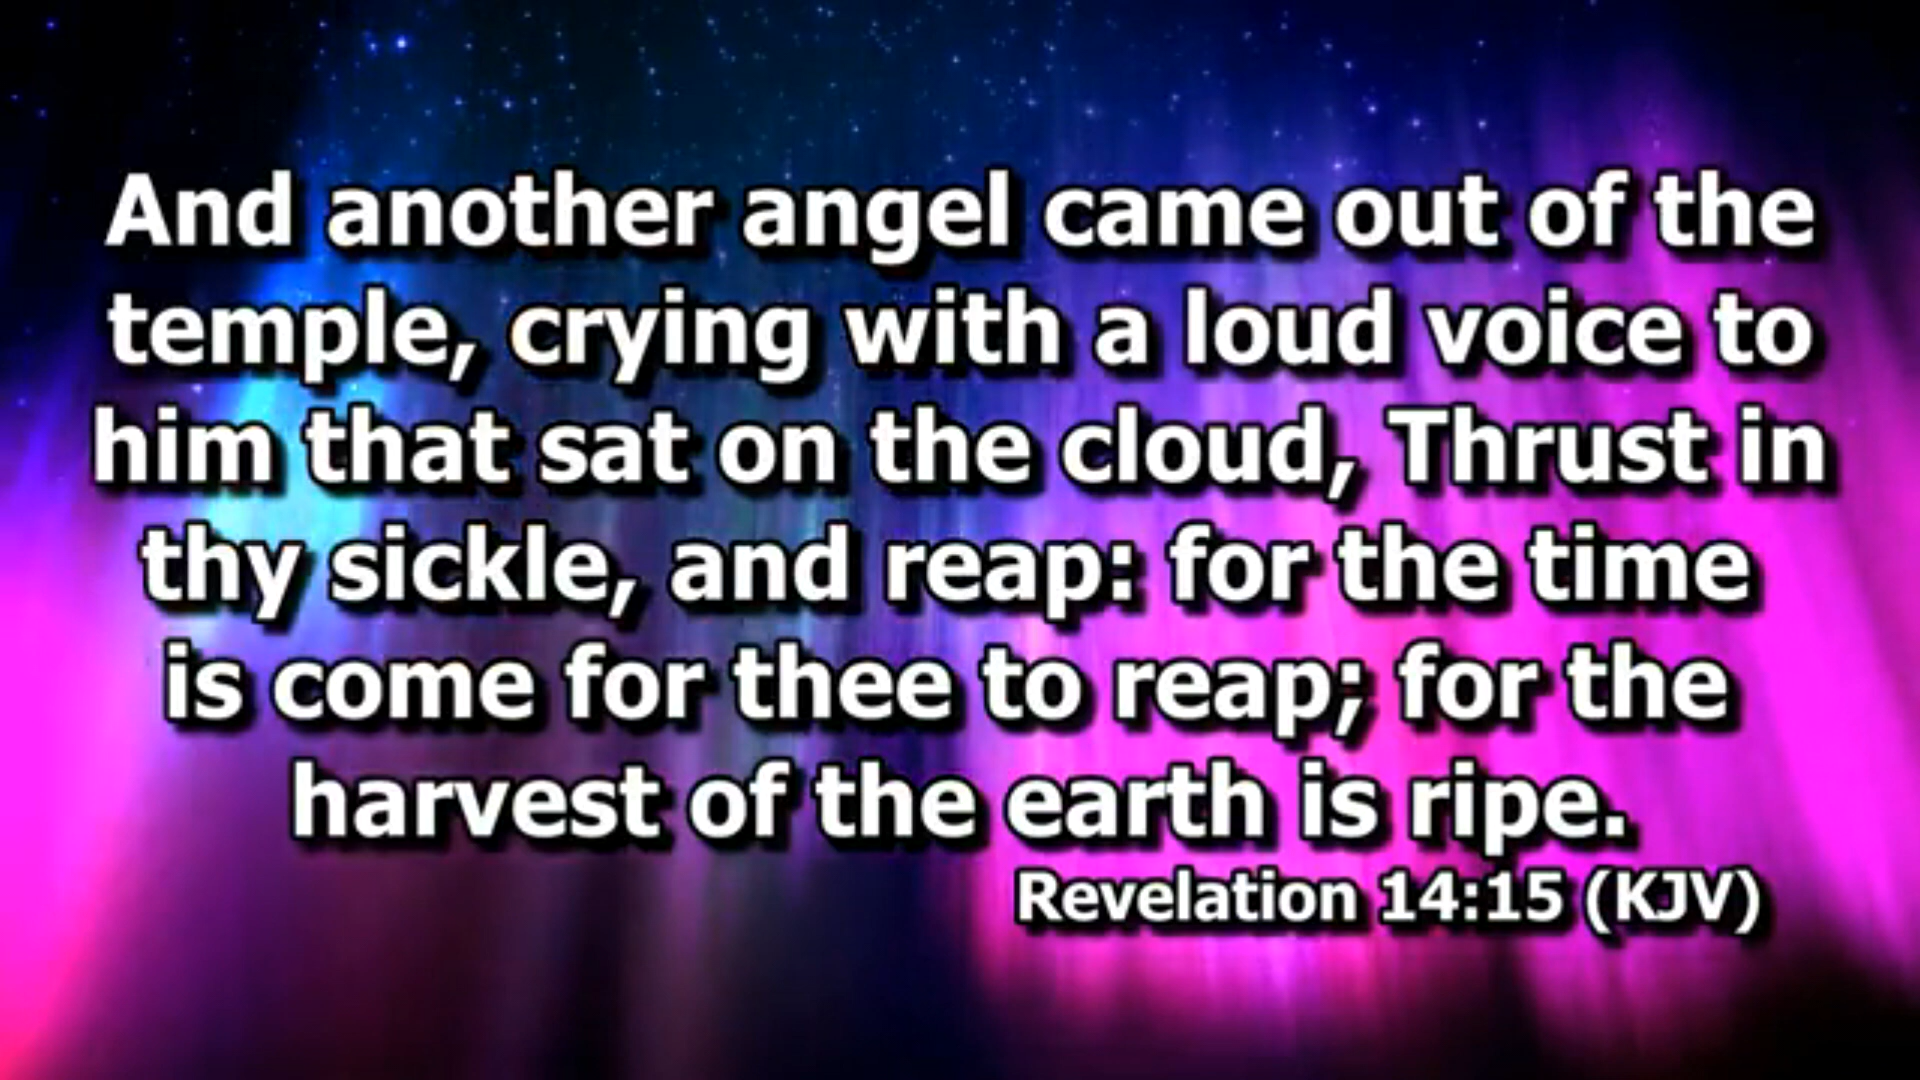 And another angel came out of the
temple, crying with a loud voice to
him that sat on the cloud, Thrust in
thy sickle, and reap: for the time
is come for thee to reap; for the
harvest of the earth is ripe.
Revelation 14:15 (KJV)